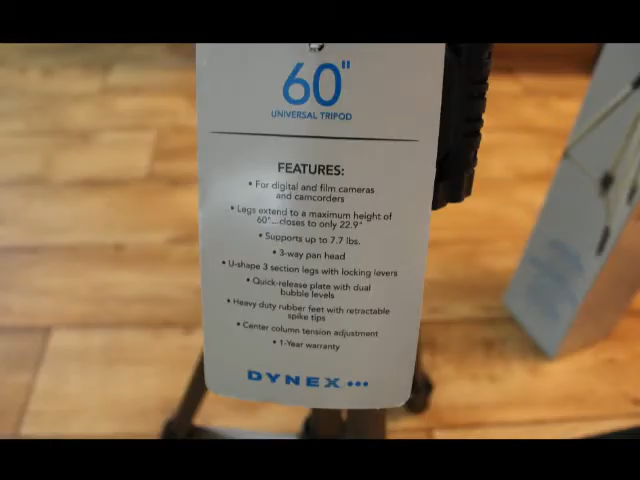 60"
UNIVERSAL TRIPOD
FEATURES:
• For digital and film cameras
and camcorders
• Legs extend to a maximum height of
60"...closes to only 22.9"
• Supports up to 7.7 lbs.
• 3-way pan head
• U-shape 3 section legs with locking levers
• Quick-release plate with dual
bubble levels
• Heavy duty rubber feet with retractable
spike tips
• Center column tension adjustment
• 1-Year warranty
DYNEX •••